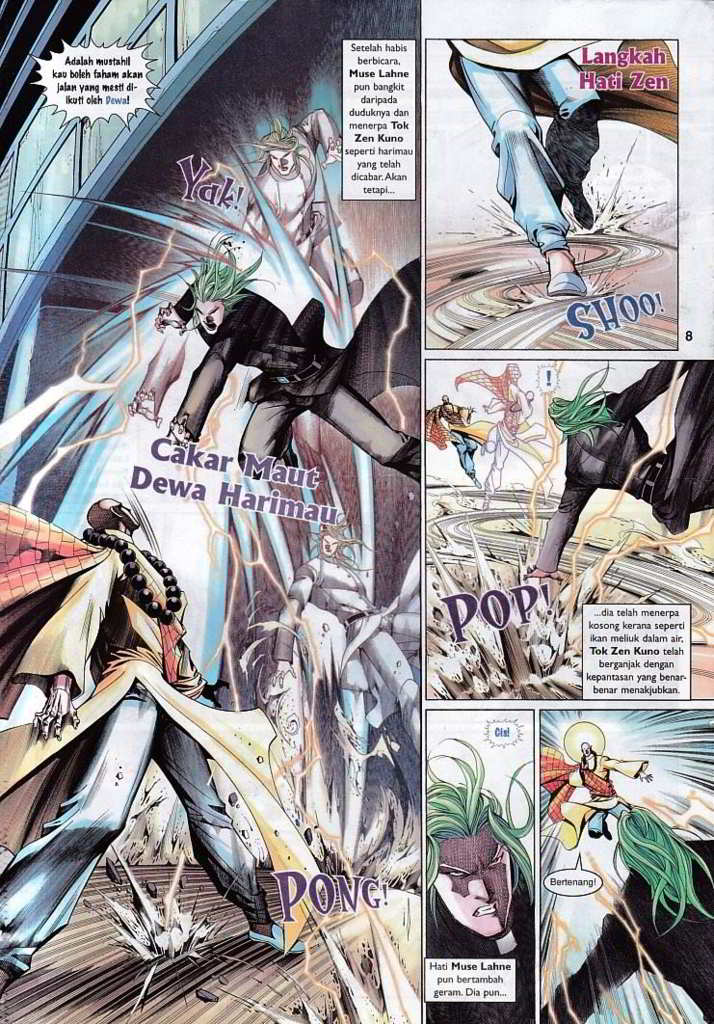 Adalah mustahil
kau boleh faham akan
jalan yang mesti di-
ikuti oleh Dewa!
Setelah habis
berbicara,
Muse Lahne
pun bangkit
daripada
duduknya dan
menerpa Tok
Zen Kuno
seperti harimau
yang telah
dicabar. Akan
tetapi...
Yak!
Cakar Maut
Dewa Harimau
PONG!
Langkah
Hati Zen
SHOO!
8
!
POP!
...dia telah menerpa
kosong kerana seperti
ikan meliuk dalam air,
Tok Zen Kuno telah
berganjak dengan
kepantasan yang benar-
benar menakjubkan.
Cis!
Hati Muse Lahne
pun bertambah
geram. Dia pun...
Bertenang!